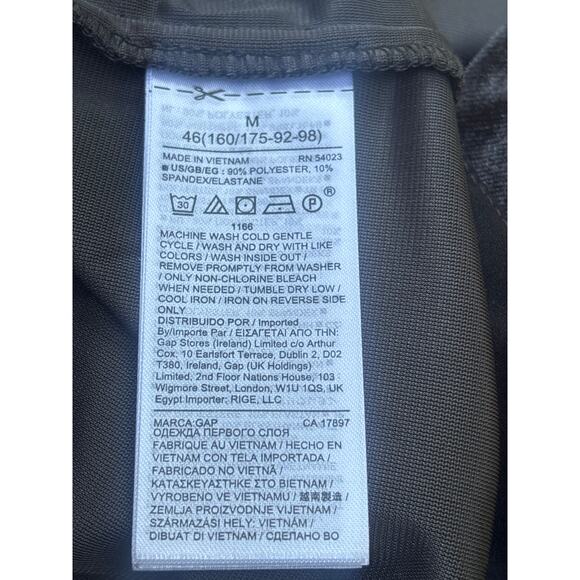 M
46(160/175-92-98)
MADE IN VIETNAM RN 54023
US/GB/EG : 90% POLYESTER, 10%
SPANDEX/ELASTANE
30 P ®
1166
MACHINE WASH COLD GENTLE
CYCLE / WASH AND DRY WITH LIKE
COLORS / WASH INSIDE OUT /
REMOVE PROMPTLY FROM WASHER
/ ONLY NON-CHLORINE BLEACH
WHEN NEEDED / TUMBLE DRY LOW /
COOL IRON / IRON ON REVERSE SIDE
ONLY
DISTRIBUIDO POR / Imported
By/Importe Par / ΕΙΣΑΓΕΤΑΙ ΑΠΟ ΤΗΝ:
Gap Stores (Ireland) Limited c/o Arthur
Cox, 10 Earlsfort Terrace, Dublin 2, D02
T380, Ireland, Gap (UK Holdings)
Limited, 2nd Floor Nations House, 103
Wigmore Street, London, W1U 1QS, UK
Egypt Importer: RIGE, LLC
MARCA:GAP CA 17897
ОДЕЖДА ПЕРВОГО СЛОЯ
FABRIQUE AU VIETNAM / HECHO EN
VIETNAM CON TELA IMPORTADA /
FABRICADO NO VIETNÃ /
ΚΑΤΑΣΚΕΥΑΣΤΗΚΕ ΣΤΟ ΒΙΕΤΝΑΜ /
VYROBENO VE VIETNAMU / 越南製造 /
ZEMLJA PROIZVODNJE VIJETNAM /
SZÁRMAZÁSI HELY: VIETNÁM /
DIBUAT DI VIETNAM / СДЕЛАНО ВО